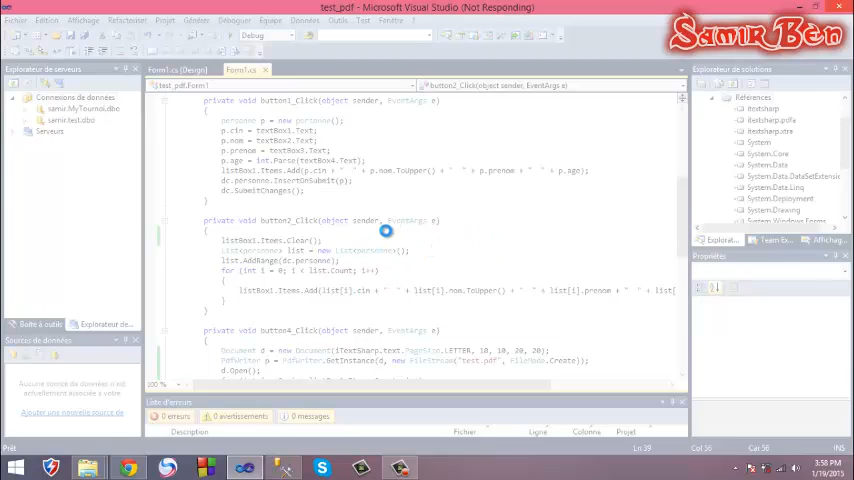 test_pdf - Microsoft Visual Studio (Not Responding)
Samir Ben
Fichier Edition Affichage Refactoriser Projet Générer Déboguer Equipe Données Outils Test Fenêtre ?
Debug
Explorateur de serveurs
Form1.cs [Design] Form1.cs
Explorateur de solutions
test_pdf.Form1
button2_Click(object sender, EventArgs e)
Connexions de données
samir.MyTournoi.dbo
samir.test.dbo
Serveurs
private void button1_Click(object sender, EventArgs e)
{
personne p = new personne();
p.cin = textBox1.Text;
p.nom = textBox2.Text;
p.prenom = textBox3.Text;
p.age = int.Parse(textBox4.Text);
listBox1.Items.Add(p.cin + " " + p.nom.ToUpper() + " " + p.prenom + " " + p.age);
dc.personne.InsertOnSubmit(p);
dc.SubmitChanges();
}
private void button2_Click(object sender, EventArgs e)
{
listBox1.Items.Clear();
List<personne> list = new List<personne>();
list.AddRange(dc.personne);
for (int i = 0; i < list.Count; i++)
{
listBox1.Items.Add(list[i].cin + " " + list[i].nom.ToUpper() + " " + list[i].prenom + " " + list[
}
}
private void button4_Click(object sender, EventArgs e)
{
Document d = new Document(iTextSharp.text.PageSize.LETTER, 10, 10, 20, 20);
PdfWriter p = PdfWriter.GetInstance(d, new FileStream("test.pdf", FileMode.Create));
d.Open();
100 %
Références
itextsharp
itextsharp.pdfa
itextsharp.xtra
System
System.Core
System.Data
System.Data.DataSetExtension
System.Data.Linq
System.Deployment
System.Drawing
System.Windows.Forms
Explorat... Team Ex... Affichag...
Propriétés
Boîte à outils Explorateur de...
Sources de données
Aucune source de données n'est
actuellement associée à votre
Ajouter une nouvelle source de
Liste d'erreurs
0 erreurs 0 avertissements 0 messages
Description Fichier Ligne Colonne Projet
Prêt Ln 39 Col 56 Car 56 INS
3:58 PM
1/19/2015